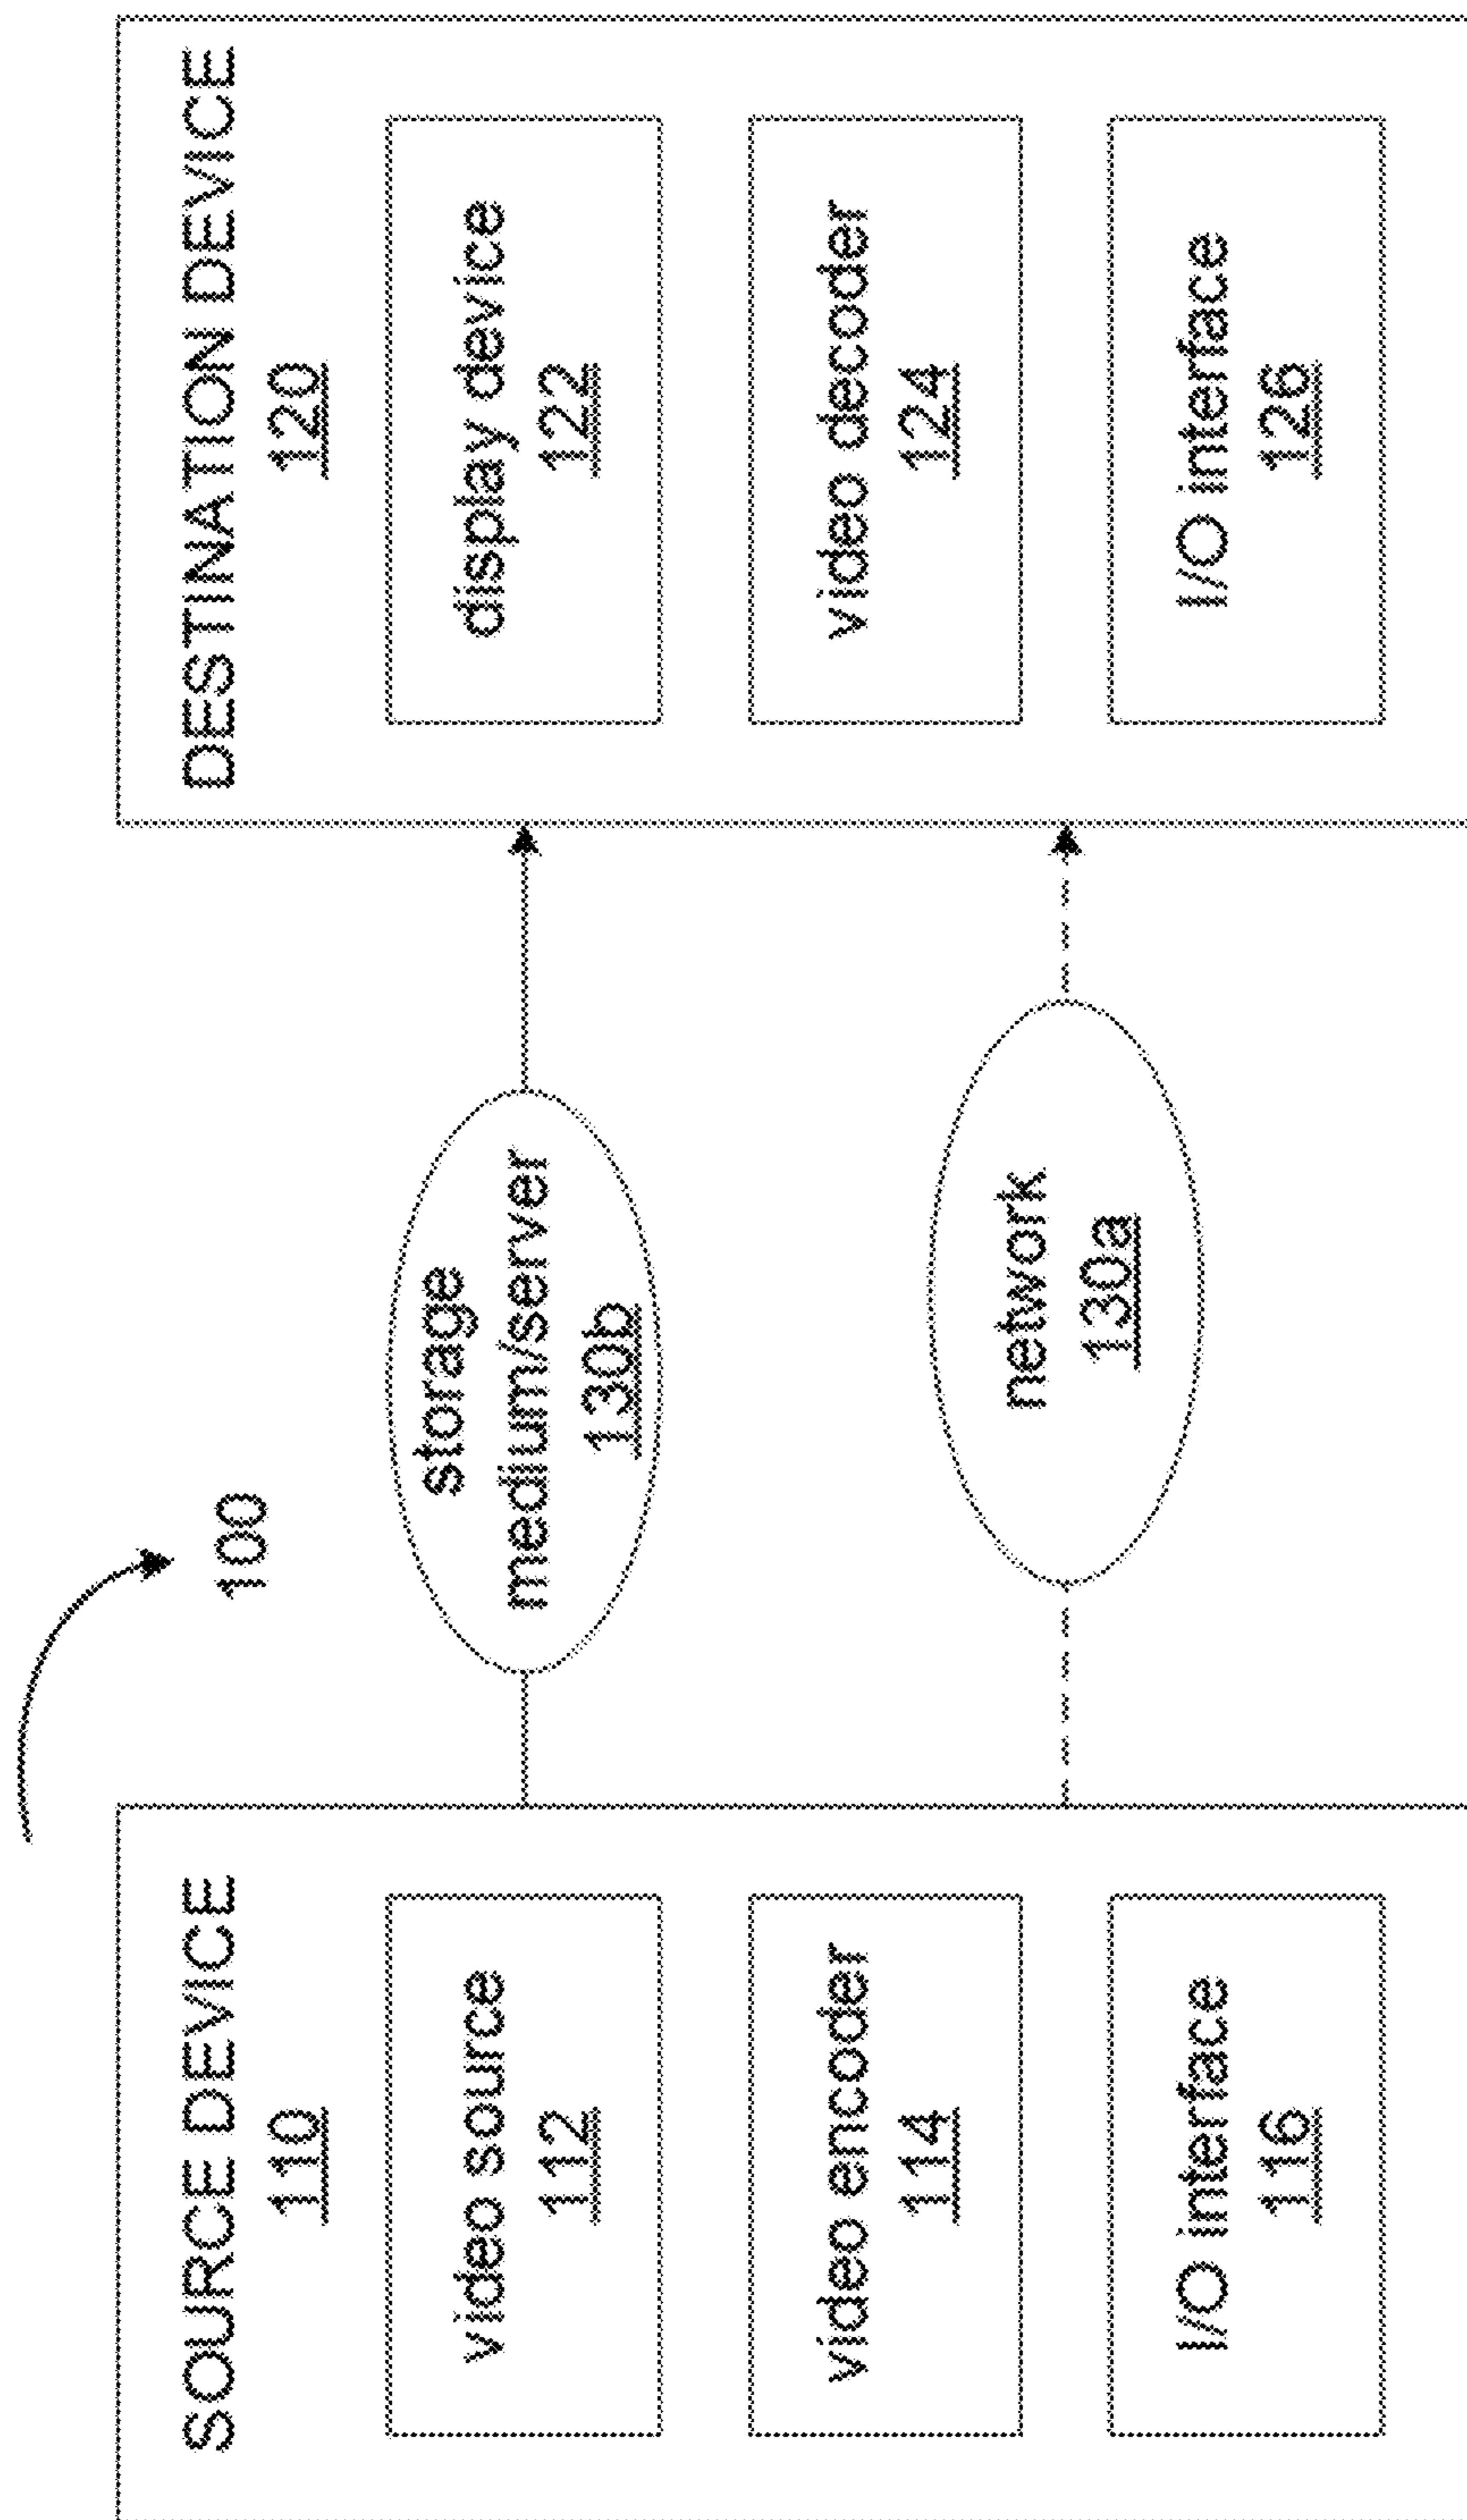 100
SOURCE DEVICE
110
video source
112
video encoder
114
I/O interface
116
storage
medium/server
130b
network
130a
DESTINATION DEVICE
120
display device
122
video decoder
124
I/O interface
126